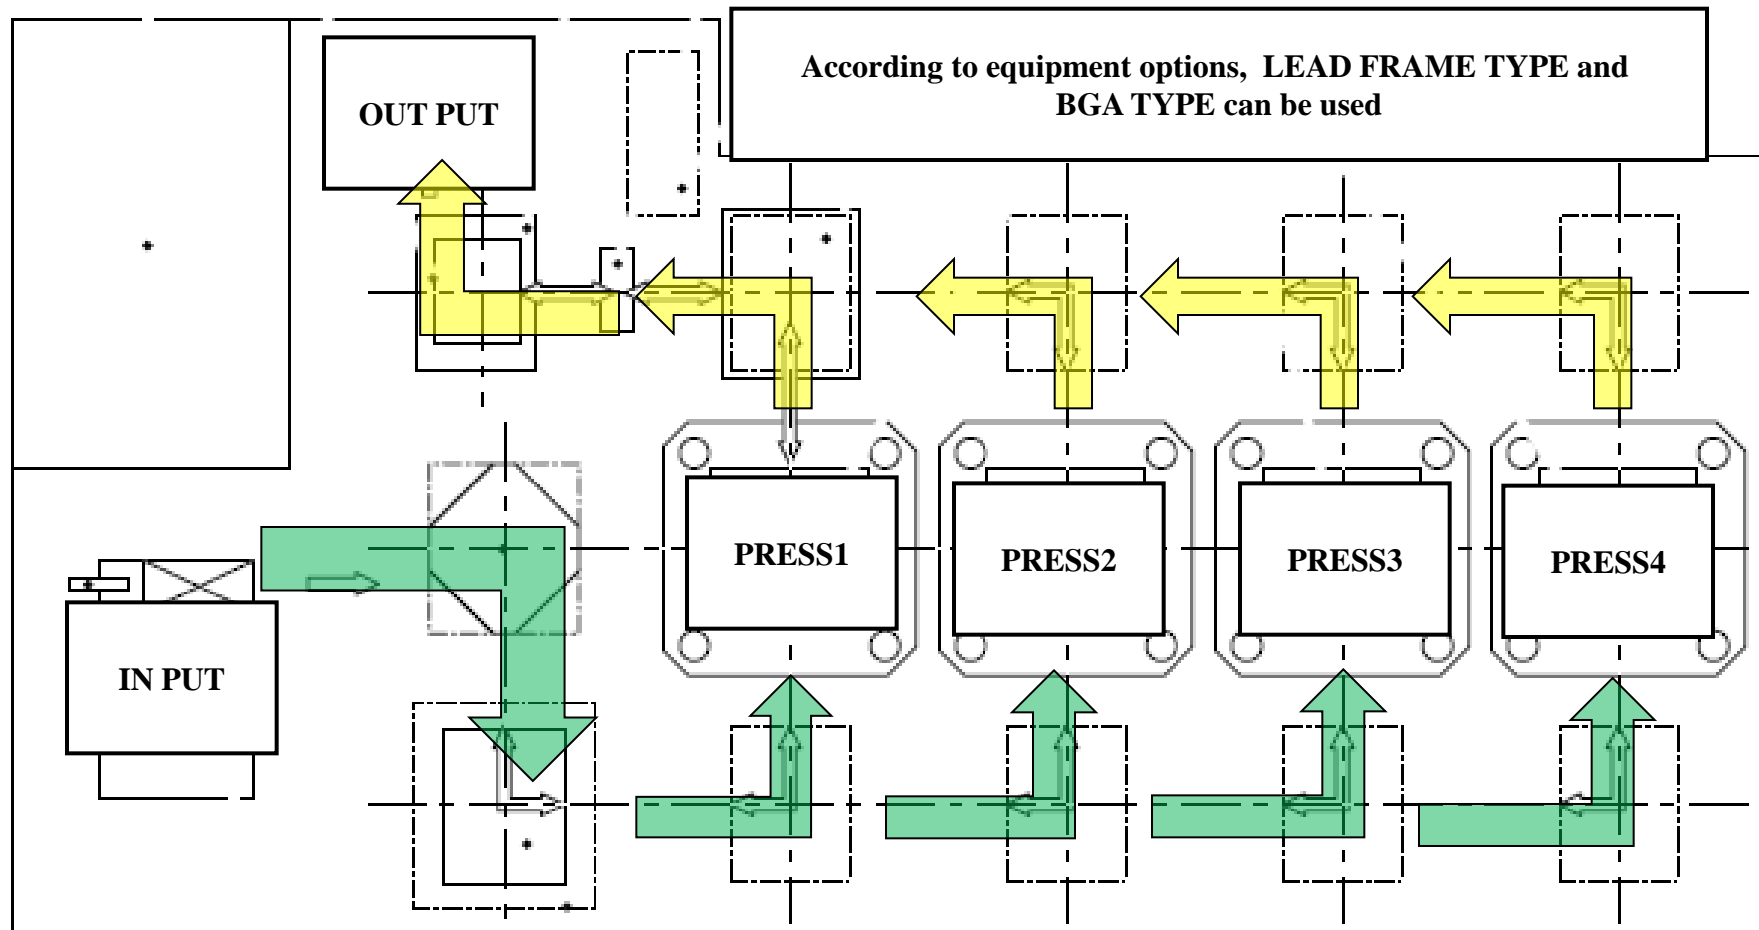 According to equipment options, LEAD FRAME TYPE and
BGA TYPE can be used
OUT PUT
PRESS1
PRESS2
PRESS3
PRESS4
IN PUT